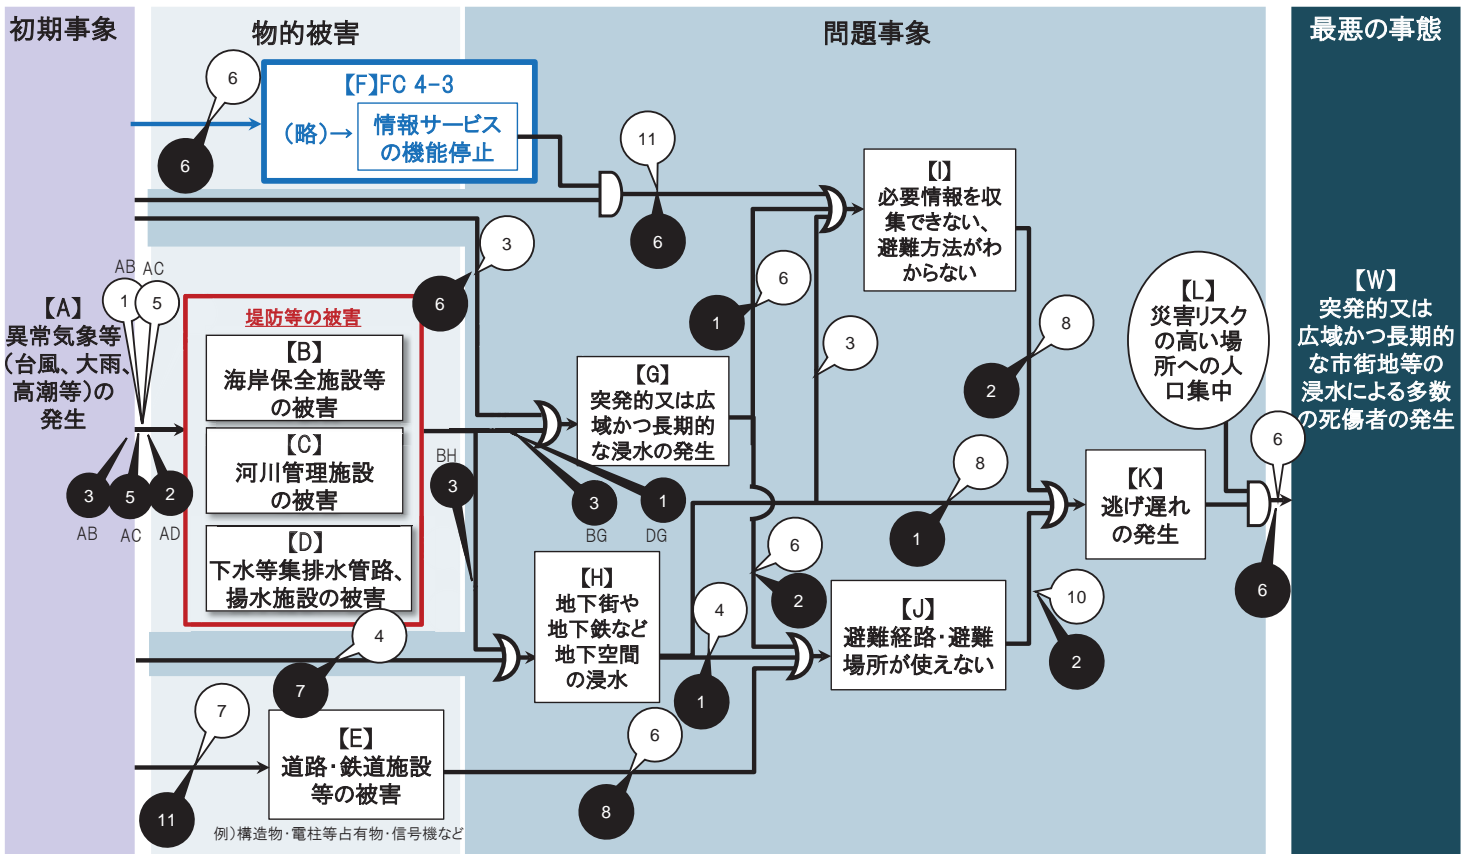 初期事象
物的被害
問題事象
最悪の事態
6
6
【F】FC 4-3
(略)→
情報サービス
の機能停止
11
6
【I】
必要情報を収
集できない、
避難方法がわ
からない
3
6
AB
AC
1
5
【A】
異常気象等
(台風、大雨、
高潮等)の
発生
3
5
2
AB
AC
AD
堤防等の被害
【B】
海岸保全施設等
の被害
【C】
河川管理施設
の被害
【D】
下水等集排水管路、
揚水施設の被害
BH
3
【G】
突発的又は広
域かつ長期的
な浸水の発生
3
BG
1
DG
6
1
3
8
2
【L】
災害リスク
の高い場
所への人
口集中
【W】
突発的又は
広域かつ長期的
な市街地等の
浸水による多数
の死傷者の発生
6
6
8
1
【K】
逃げ遅れ
の発生
【H】
地下街や
地下鉄など
地下空間
の浸水
6
2
4
1
【J】
避難経路・避難
場所が使えない
10
2
4
7
7
11
【E】
道路・鉄道施設
等の被害
例)構造物・電柱等占有物・信号機など
6
8